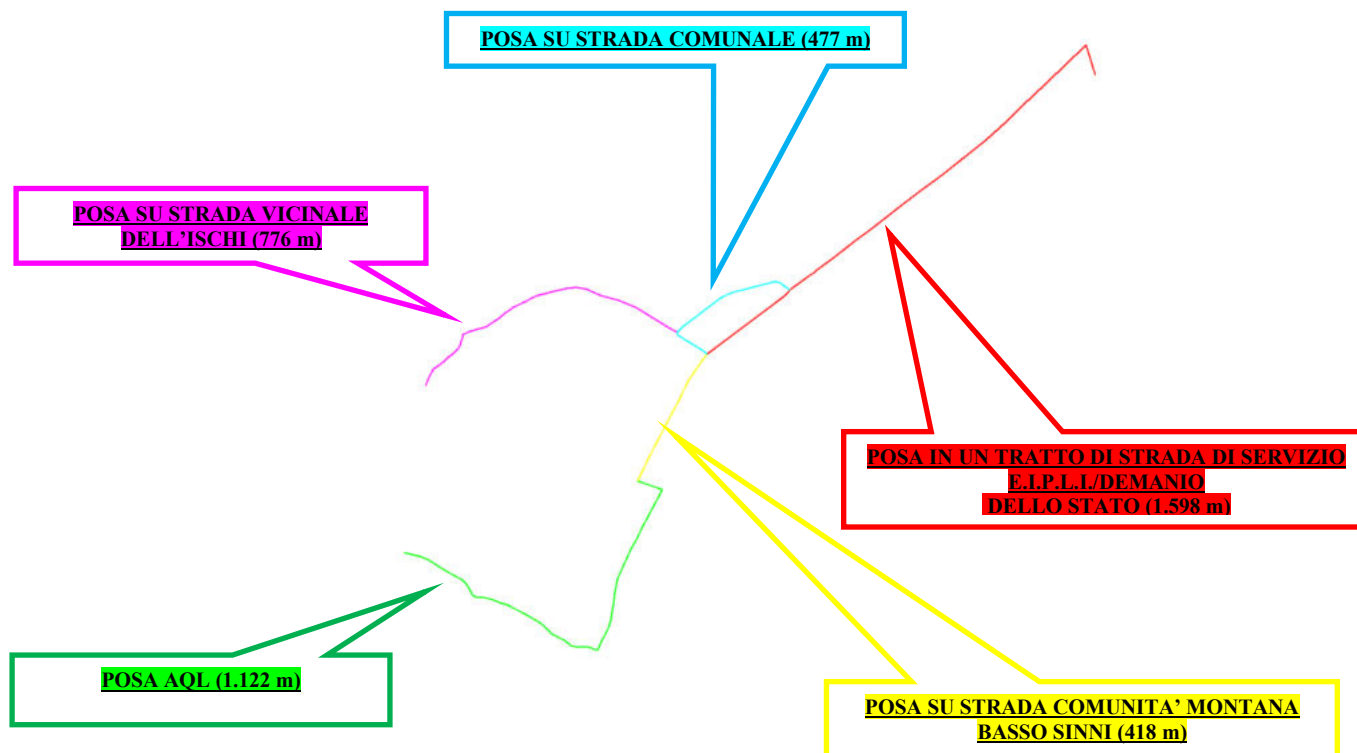 POSA SU STRADA COMUNALE (477 m)
POSA SU STRADA VICINALE
DELL’ISCHI (776 m)
POSA IN UN TRATTO DI STRADA DI SERVIZIO
E.I.P.L.I./DEMANIO
DELLO STATO (1.598 m)
POSA AQL (1.122 m)
POSA SU STRADA COMUNITA’ MONTANA
BASSO SINNI (418 m)